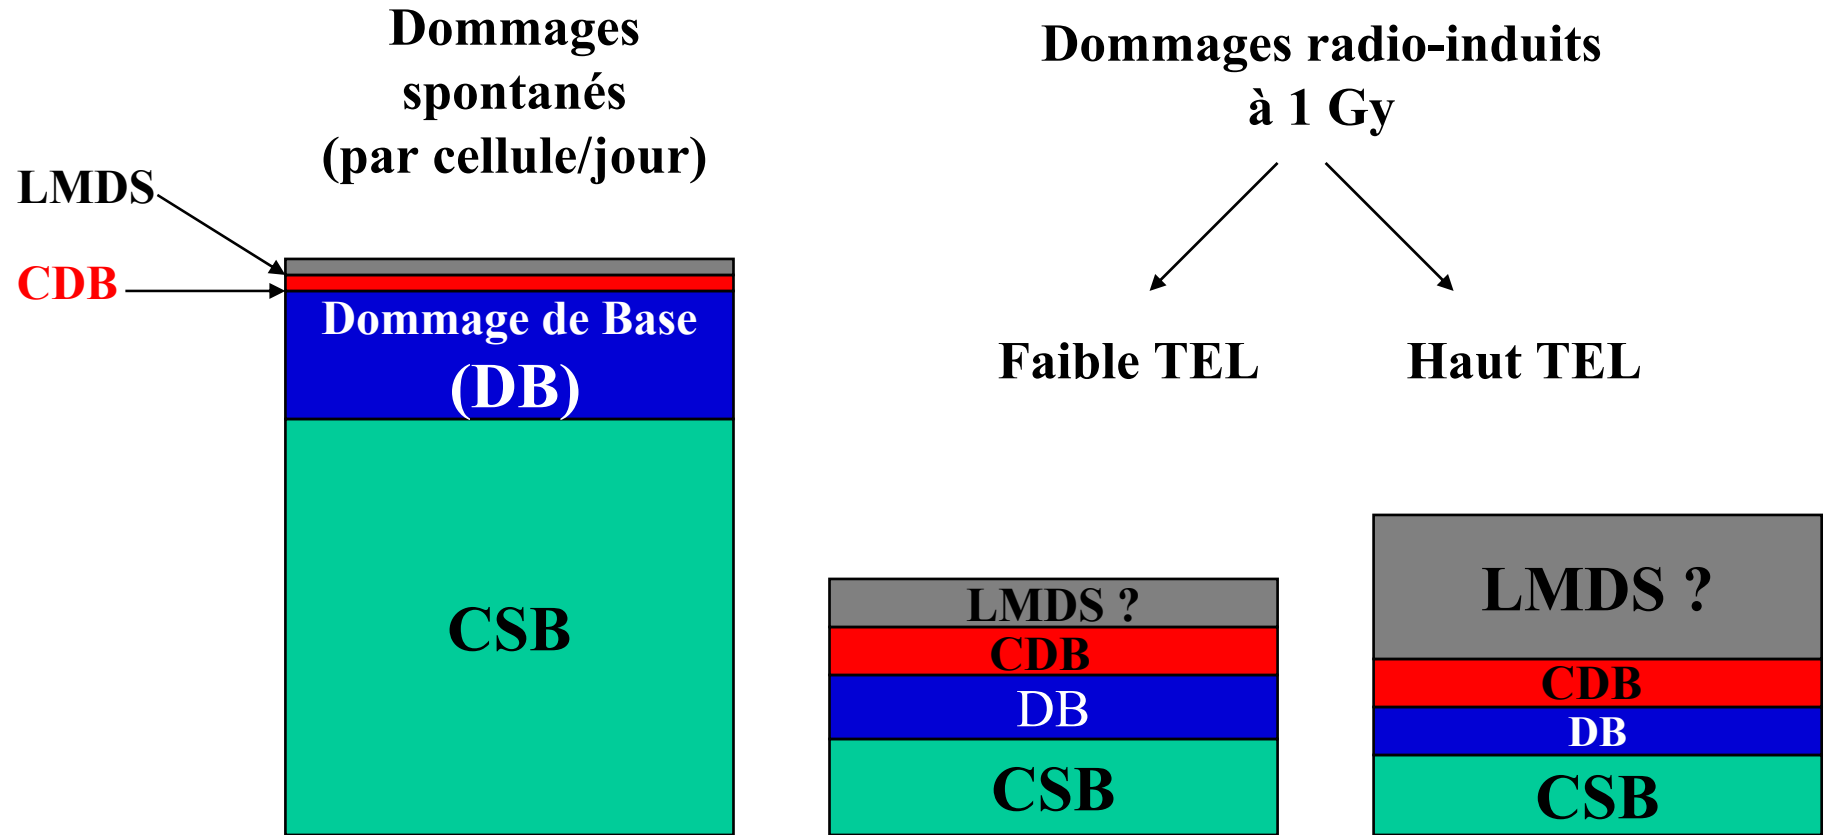 Dommages
spontanés
(par cellule/jour)
LMDS
CDB
Dommage de Base
(DB)
CSB
Dommages radio-induits
à 1 Gy
Faible TEL
Haut TEL
LMDS ?
CDB
DB
CSB
LMDS ?
CDB
DB
CSB